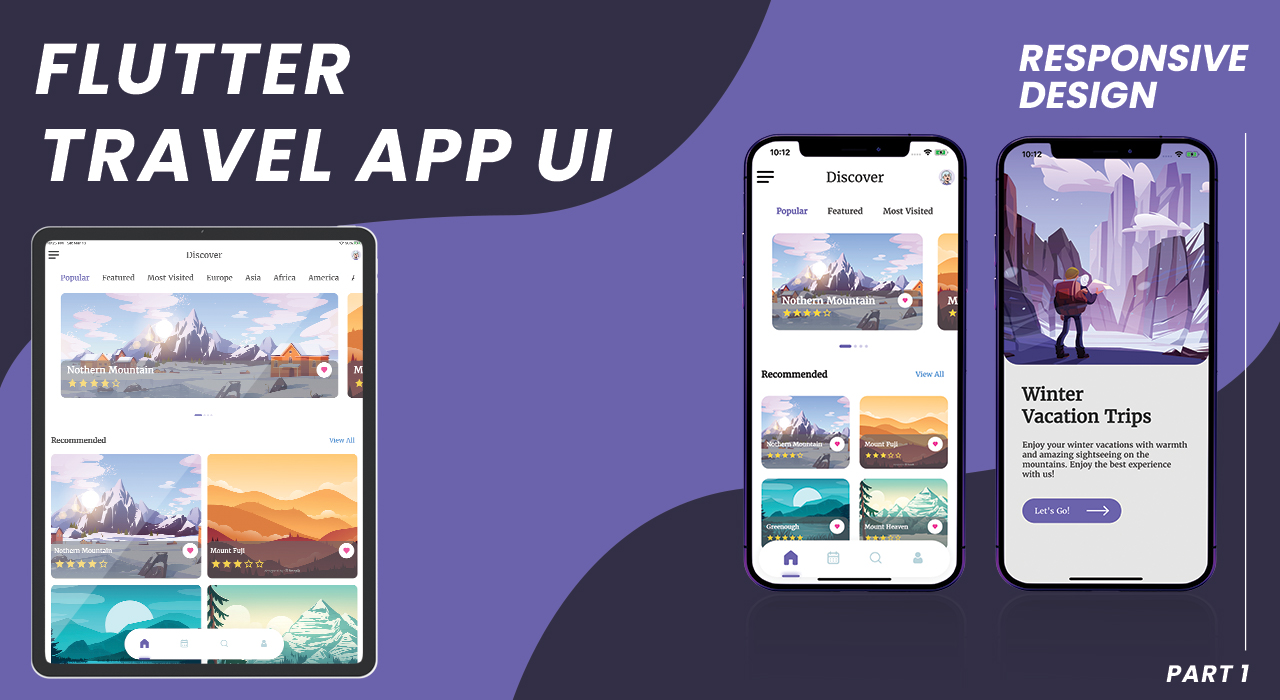 FLUTTER
TRAVEL APP UI
RESPONSIVE
DESIGN
Discover
Popular Featured Most Visited Europe Asia Africa America
Nothern Mountain
M
Recommended View All
Nothern Mountain
Mount Fuji
10:12
Discover
Popular Featured Most Visited
Nothern Mountain
M
Recommended View All
Nothern Mountain
Mount Fuji
Greenough
Mount Heaven
10:12
Winter
Vacation Trips
Enjoy your winter vacations with warmth
and amazing sightseeing on the
mountains. Enjoy the best experience
with us!
Let's Go!
PART 1